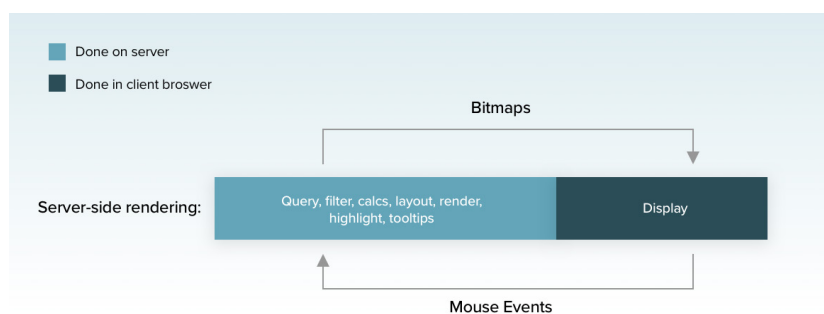 Done on server
Done in client broswer
Bitmaps
Server-side rendering:
Query, filter, calcs, layout, render,
highlight, tooltips
Display
Mouse Events